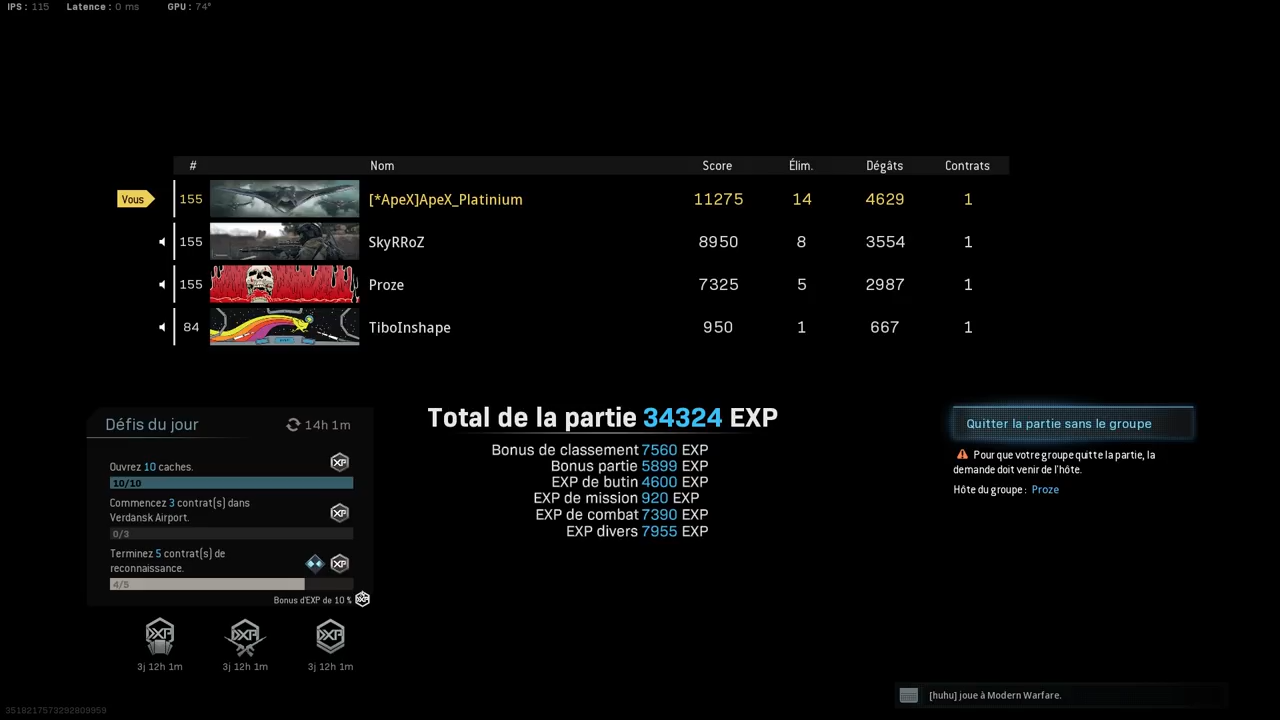 IPS : 115 Latence : 0 ms GPU : 74°
# Nom Score Élim. Dégâts Contrats
Vous 155 [*ApeX]ApeX_Platinium 11275 14 4629 1
155 SkyRRoZ 8950 8 3554 1
155 Proze 7325 5 2987 1
84 TiboInshape 950 1 667 1
Défis du jour 14h 1m
Ouvrez 10 caches.
10/10
Commencez 3 contrat(s) dans
Verdansk Airport.
0/3
Terminez 5 contrat(s) de
reconnaissance.
4/5
Bonus d'EXP de 10 %
3j 12h 1m 3j 12h 1m 3j 12h 1m
Total de la partie 34324 EXP
Bonus de classement 7560 EXP
Bonus partie 5899 EXP
EXP de butin 4600 EXP
EXP de mission 920 EXP
EXP de combat 7390 EXP
EXP divers 7955 EXP
Quitter la partie sans le groupe
Pour que votre groupe quitte la partie, la
demande doit venir de l'hôte.
Hôte du groupe : Proze
[huhu] joue à Modern Warfare.
3518217573292809959